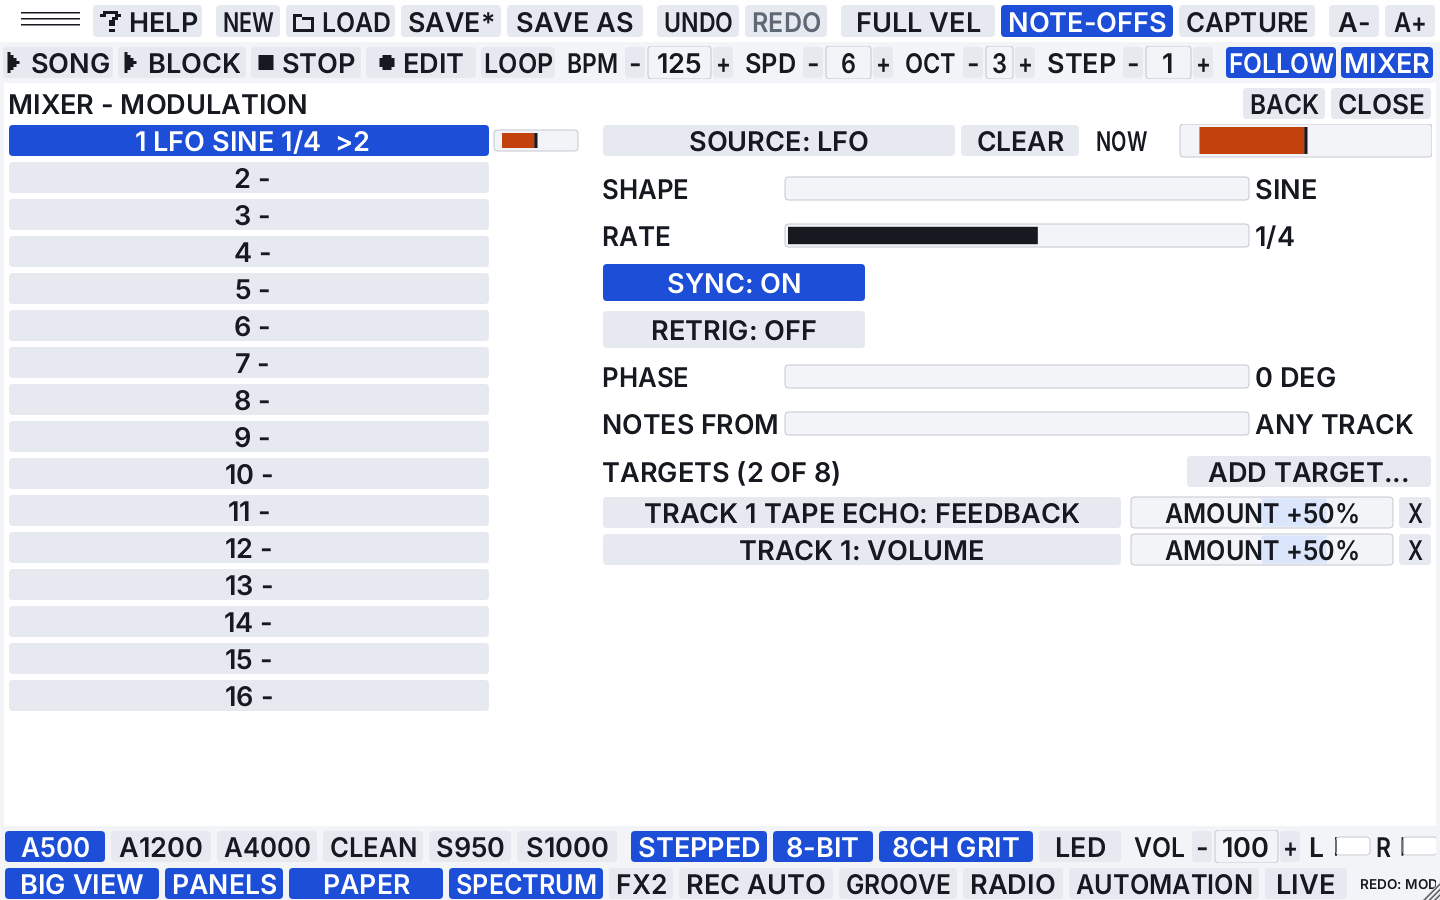 ? HELP NEW LOAD SAVE* SAVE AS UNDO REDO FULL VEL NOTE-OFFS CAPTURE A- A+
SONG BLOCK STOP EDIT LOOP BPM - 125 + SPD - 6 + OCT - 3 + STEP - 1 + FOLLOW MIXER
MIXER - MODULATION BACK CLOSE
1 LFO SINE 1/4 >2 SOURCE: LFO CLEAR NOW
2 -
SHAPE SINE
3 -
RATE 1/4
4 -
SYNC: ON
5 -
6 -
RETRIG: OFF
7 -
PHASE 0 DEG
8 -
NOTES FROM ANY TRACK
9 -
10 -
TARGETS (2 OF 8) ADD TARGET...
11 -
TRACK 1 TAPE ECHO: FEEDBACK AMOUNT +50% X
12 -
TRACK 1: VOLUME AMOUNT +50% X
13 -
14 -
15 -
16 -
A500 A1200 A4000 CLEAN S950 S1000 STEPPED 8-BIT 8CH GRIT LED VOL - 100 + L R
BIG VIEW PANELS PAPER SPECTRUM FX2 REC AUTO GROOVE RADIO AUTOMATION LIVE REDO: MOD